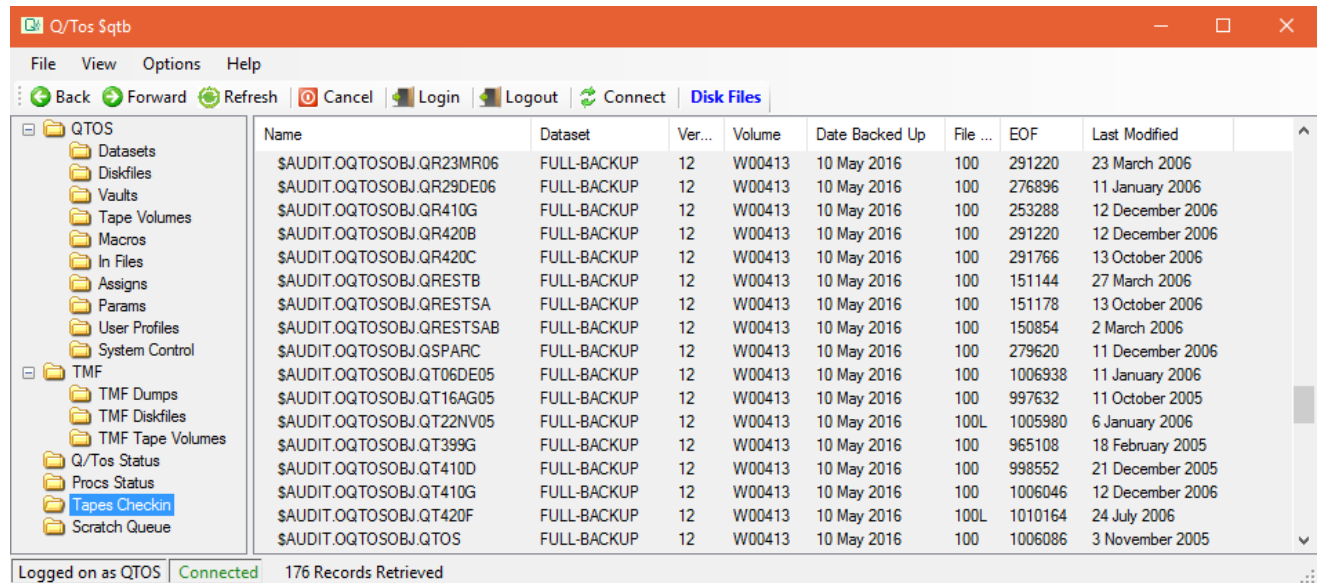 Q/Tos $qtb
File View Options Help
Back Forward Refresh Cancel Login Logout Connect Disk Files
QTOS
Datasets
Diskfiles
Vaults
Tape Volumes
Macros
In Files
Assigns
Params
User Profiles
System Control
TMF
TMF Dumps
TMF Diskfiles
TMF Tape Volumes
Q/Tos Status
Procs Status
Tapes Checkin
Scratch Queue
Name Dataset Ver... Volume Date Backed Up File ... EOF Last Modified
$AUDIT.OQTOSOBJ.QR23MR06 FULL-BACKUP 12 W00413 10 May 2016 100 291220 23 March 2006
$AUDIT.OQTOSOBJ.QR29DE06 FULL-BACKUP 12 W00413 10 May 2016 100 276896 11 January 2006
$AUDIT.OQTOSOBJ.QR410G FULL-BACKUP 12 W00413 10 May 2016 100 253288 12 December 2006
$AUDIT.OQTOSOBJ.QR420B FULL-BACKUP 12 W00413 10 May 2016 100 291220 12 December 2006
$AUDIT.OQTOSOBJ.QR420C FULL-BACKUP 12 W00413 10 May 2016 100 291766 13 October 2006
$AUDIT.OQTOSOBJ.QRESTB FULL-BACKUP 12 W00413 10 May 2016 100 151144 27 March 2006
$AUDIT.OQTOSOBJ.QRESTSA FULL-BACKUP 12 W00413 10 May 2016 100 151178 13 October 2006
$AUDIT.OQTOSOBJ.QRESTSAB FULL-BACKUP 12 W00413 10 May 2016 100 150854 2 March 2006
$AUDIT.OQTOSOBJ.QSPARC FULL-BACKUP 12 W00413 10 May 2016 100 279620 11 December 2006
$AUDIT.OQTOSOBJ.QT06DE05 FULL-BACKUP 12 W00413 10 May 2016 100 1006938 11 January 2006
$AUDIT.OQTOSOBJ.QT16AG05 FULL-BACKUP 12 W00413 10 May 2016 100 997632 11 October 2005
$AUDIT.OQTOSOBJ.QT22NV05 FULL-BACKUP 12 W00413 10 May 2016 100L 1005980 6 January 2006
$AUDIT.OQTOSOBJ.QT399G FULL-BACKUP 12 W00413 10 May 2016 100 965108 18 February 2005
$AUDIT.OQTOSOBJ.QT410D FULL-BACKUP 12 W00413 10 May 2016 100 998552 21 December 2005
$AUDIT.OQTOSOBJ.QT410G FULL-BACKUP 12 W00413 10 May 2016 100 1006046 12 December 2006
$AUDIT.OQTOSOBJ.QT420F FULL-BACKUP 12 W00413 10 May 2016 100L 1010164 24 July 2006
$AUDIT.OQTOSOBJ.QTOS FULL-BACKUP 12 W00413 10 May 2016 100 1006086 3 November 2005
Logged on as QTOS Connected 176 Records Retrieved